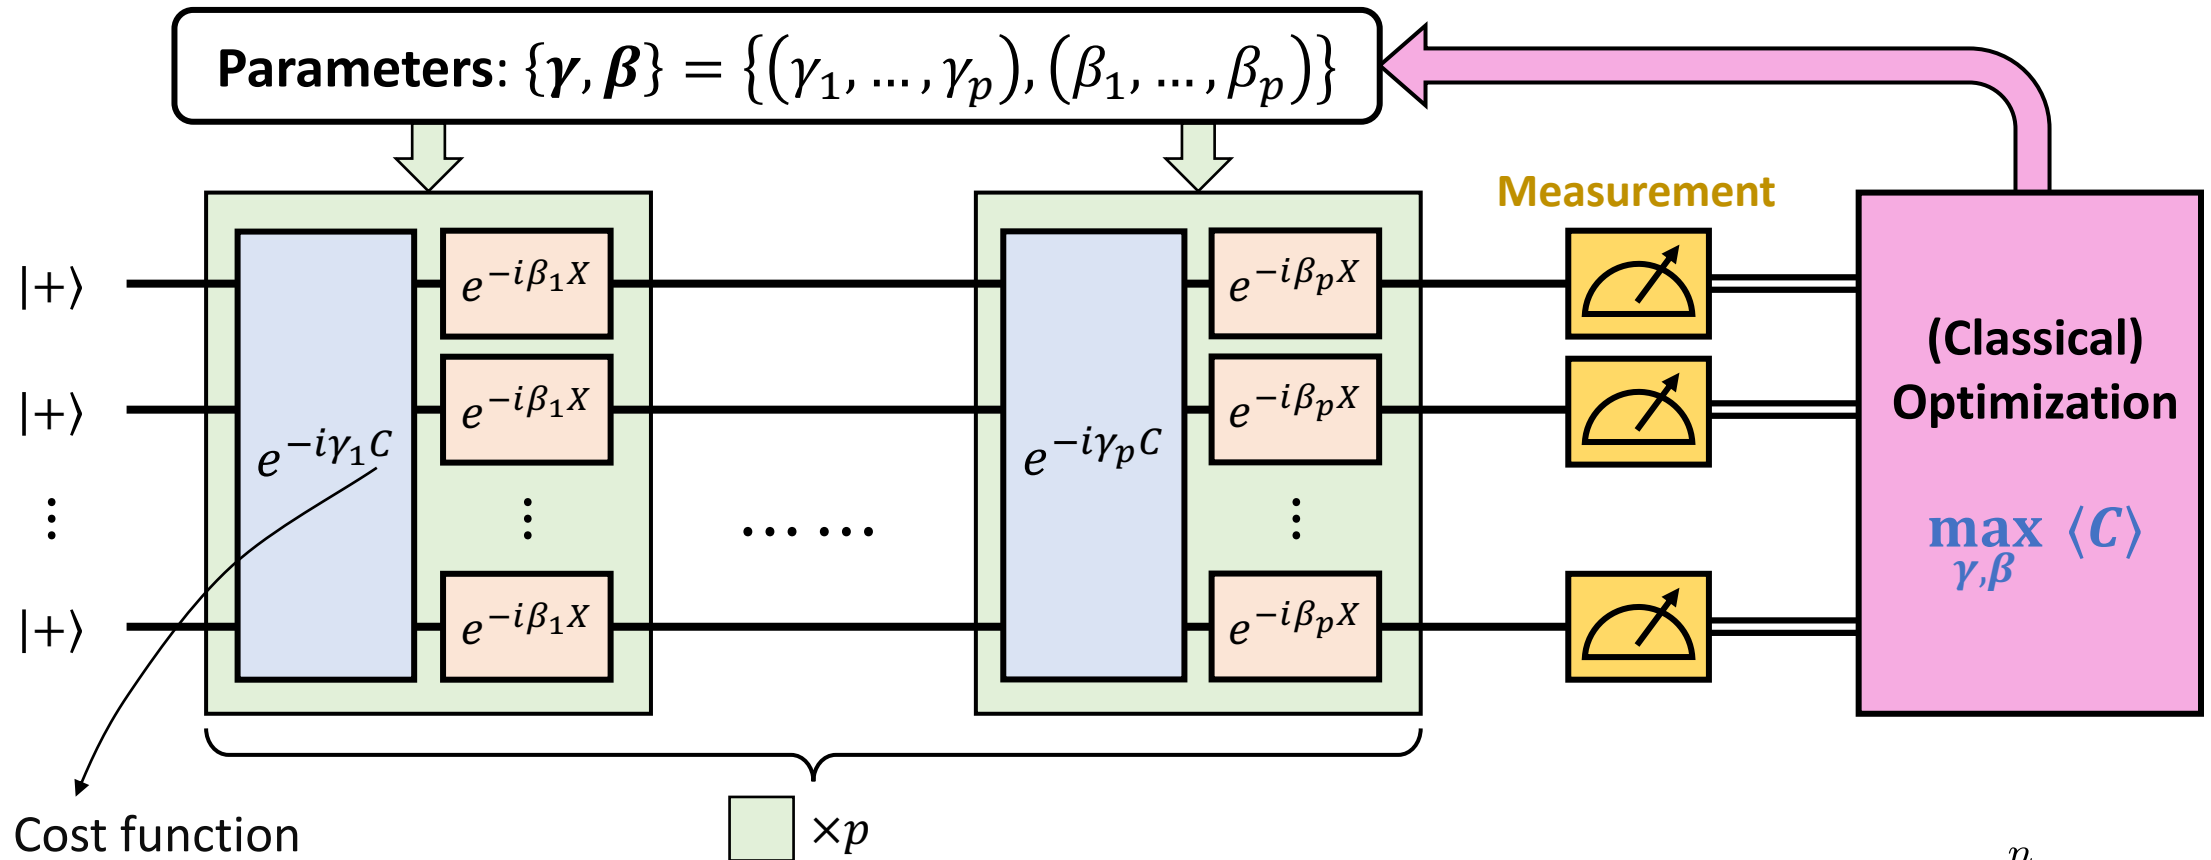 Parameters: {γ, β} = {(γ₁, …, γₚ), (β₁, …, βₚ)}
Measurement
|+⟩ e^{-iβ₁X} e^{-iβₚX}
|+⟩ e^{-iβ₁X} e^{-iβₚX}
e^{-iγ₁C} e^{-iγₚC}
⋮ ⋮ …… ⋮
|+⟩ e^{-iβ₁X} e^{-iβₚX}
(Classical)
Optimization
max ⟨C⟩
γ,β
Cost function
×p
n